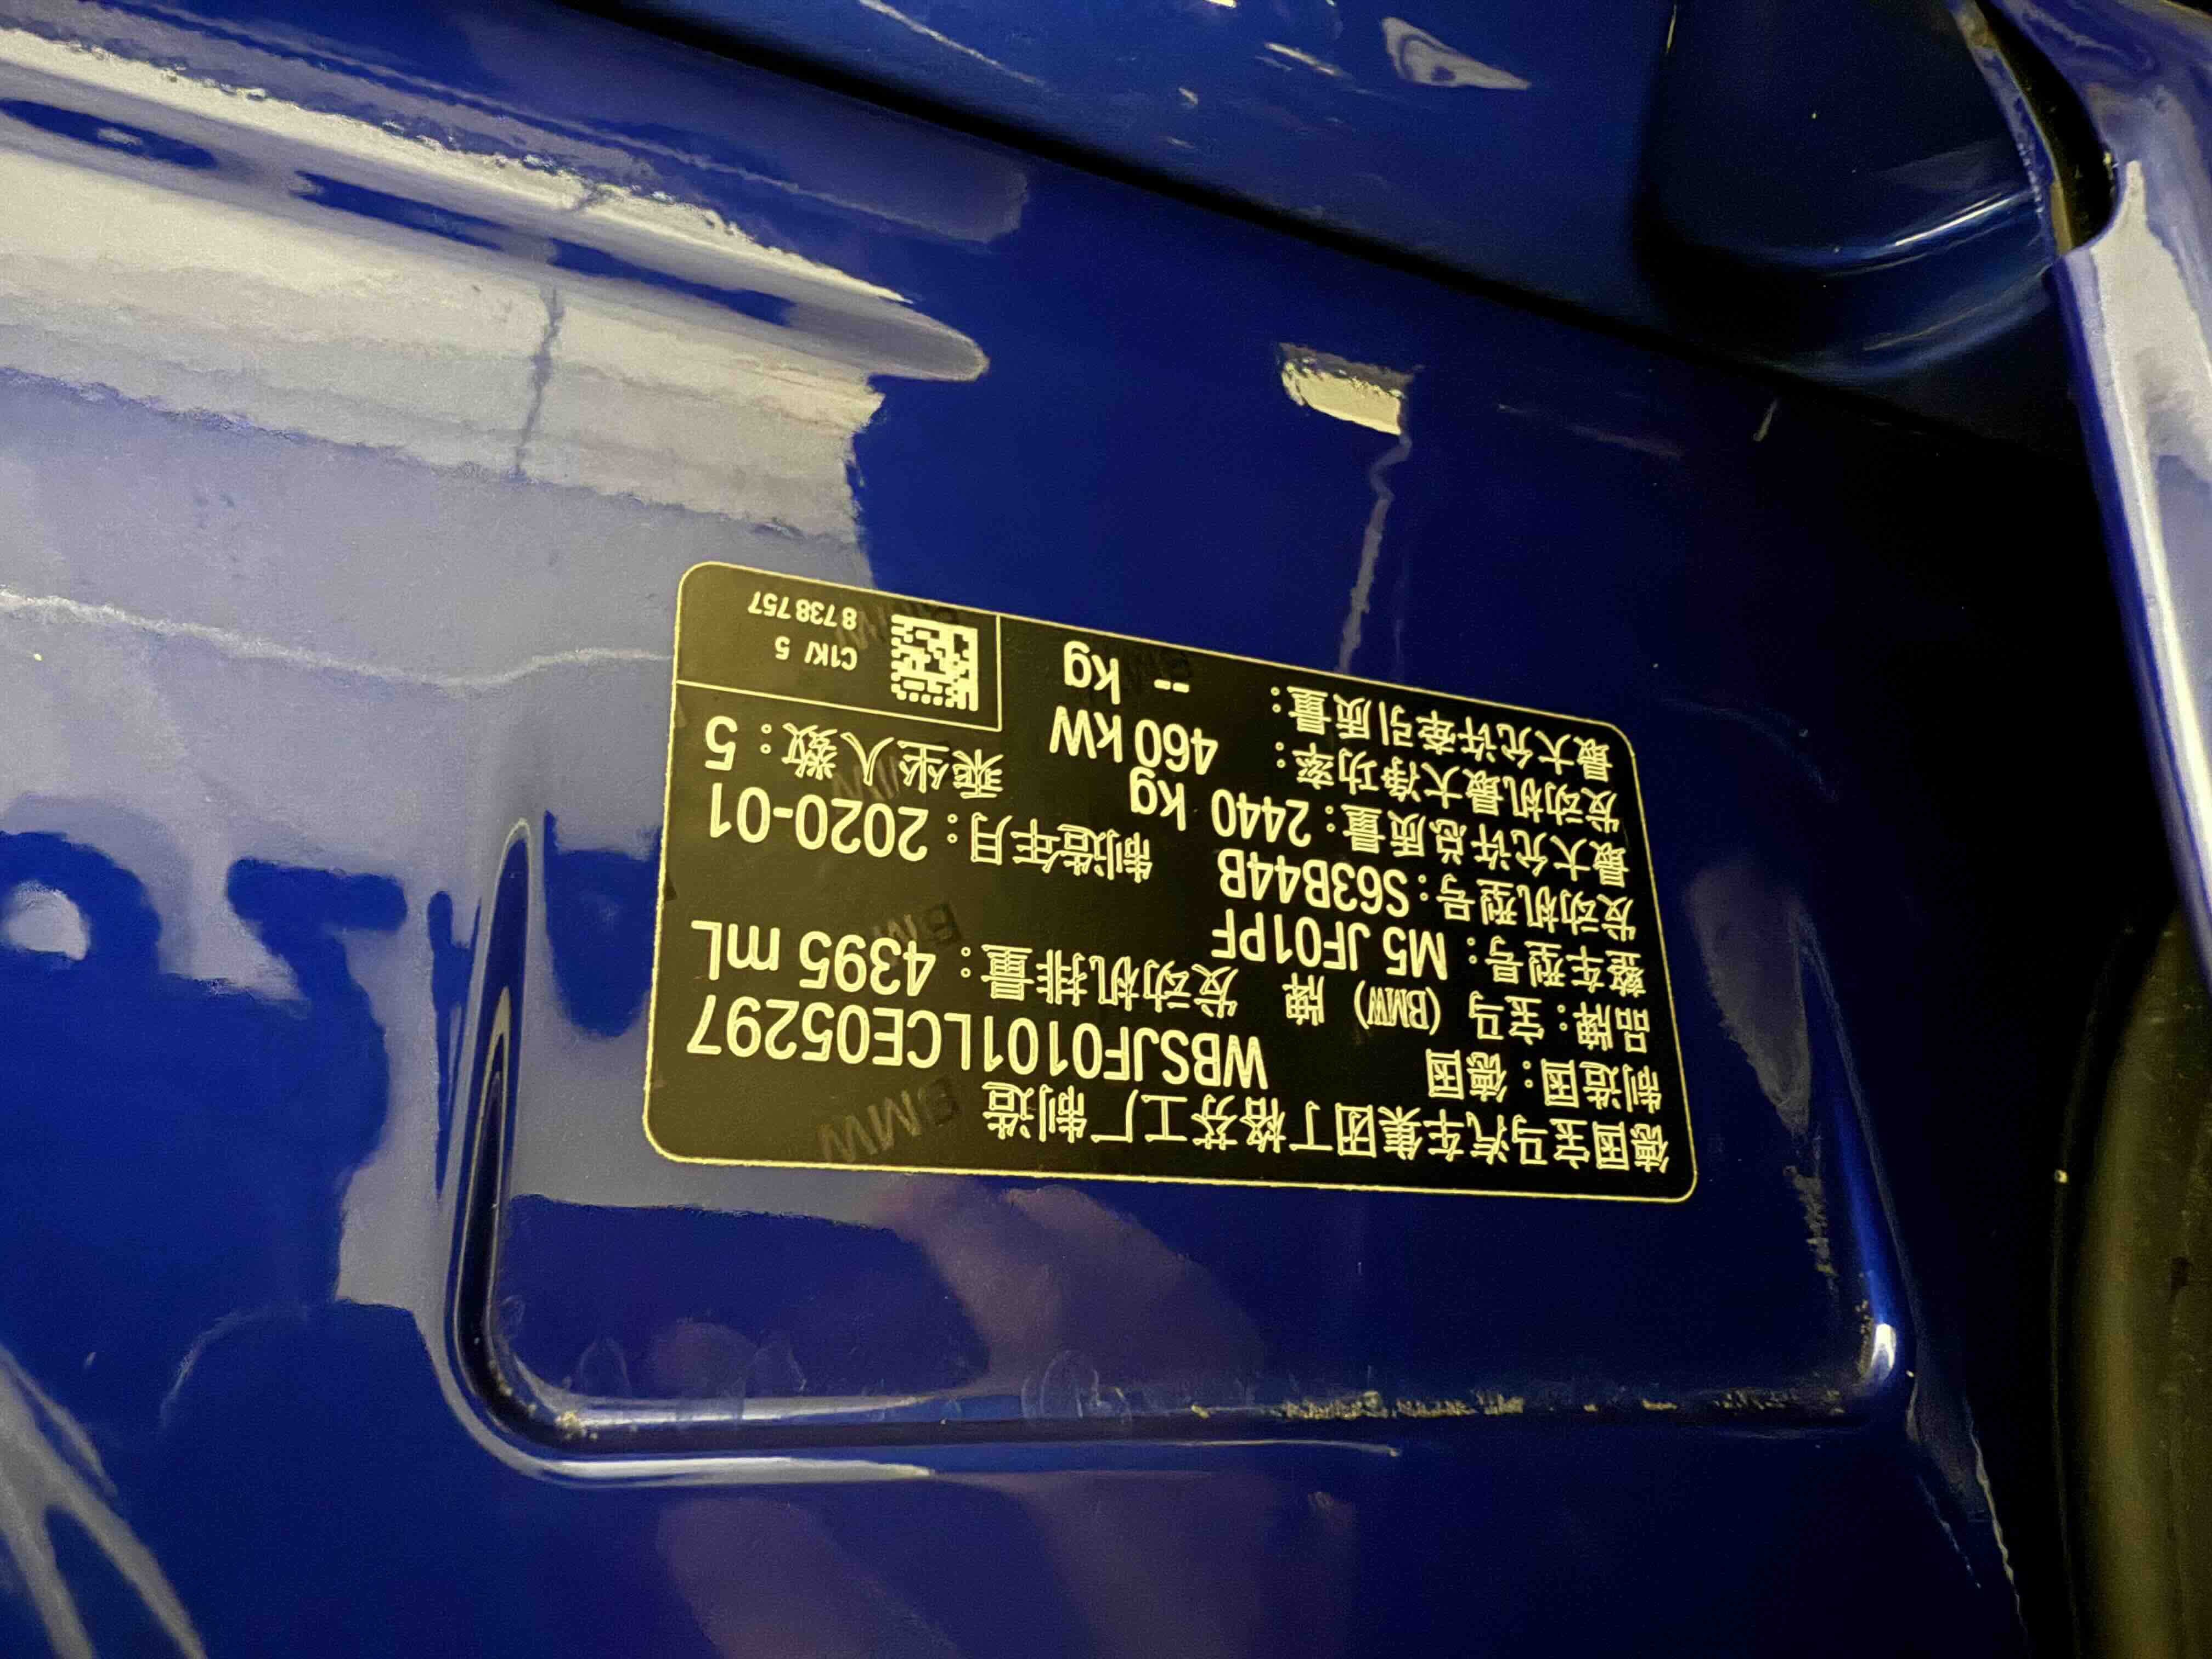 德国宝马汽车集团丁格芬工厂 制造
制造国：德国 WBSJF0101LCE05297
品牌：宝马 (BMW) 牌 发动机排量：4395 mL
整车型号：M5 JF01PF
发动机型号：S63B44B 制造年月：2020-01
最大允许总质量：2440 kg
发动机最大净功率： 460 kW 乘坐人数：5
最大允许牵引质量： -- kg
C1K/ 5
8 738 757